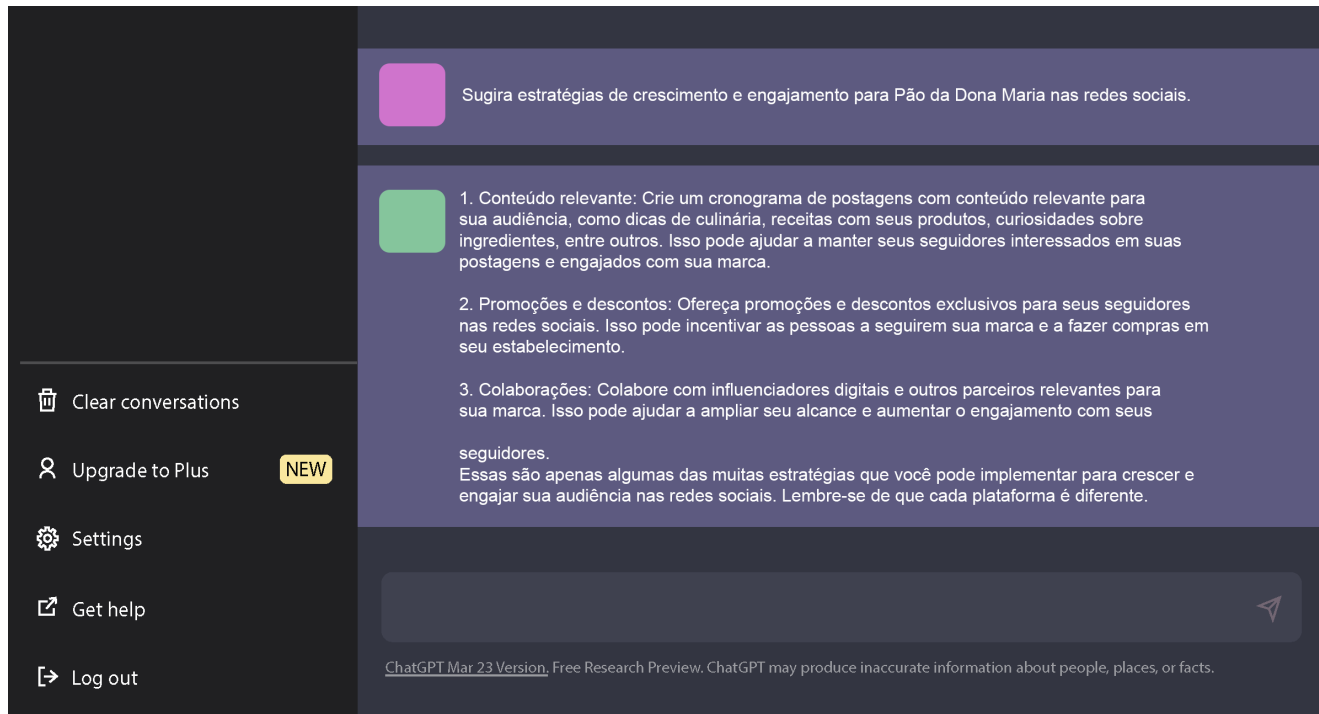 Sugira estratégias de crescimento e engajamento para Pão da Dona Maria nas redes sociais.
1. Conteúdo relevante: Crie um cronograma de postagens com conteúdo relevante para
sua audiência, como dicas de culinária, receitas com seus produtos, curiosidades sobre
ingredientes, entre outros. Isso pode ajudar a manter seus seguidores interessados em suas
postagens e engajados com sua marca.
2. Promoções e descontos: Ofereça promoções e descontos exclusivos para seus seguidores
nas redes sociais. Isso pode incentivar as pessoas a seguirem sua marca e a fazer compras em
seu estabelecimento.
3. Colaborações: Colabore com influenciadores digitais e outros parceiros relevantes para
sua marca. Isso pode ajudar a ampliar seu alcance e aumentar o engajamento com seus
seguidores.
Essas são apenas algumas das muitas estratégias que você pode implementar para crescer e
engajar sua audiência nas redes sociais. Lembre-se de que cada plataforma é diferente.
Clear conversations
Upgrade to Plus NEW
Settings
Get help
Log out
ChatGPT Mar 23 Version. Free Research Preview. ChatGPT may produce inaccurate information about people, places, or facts.